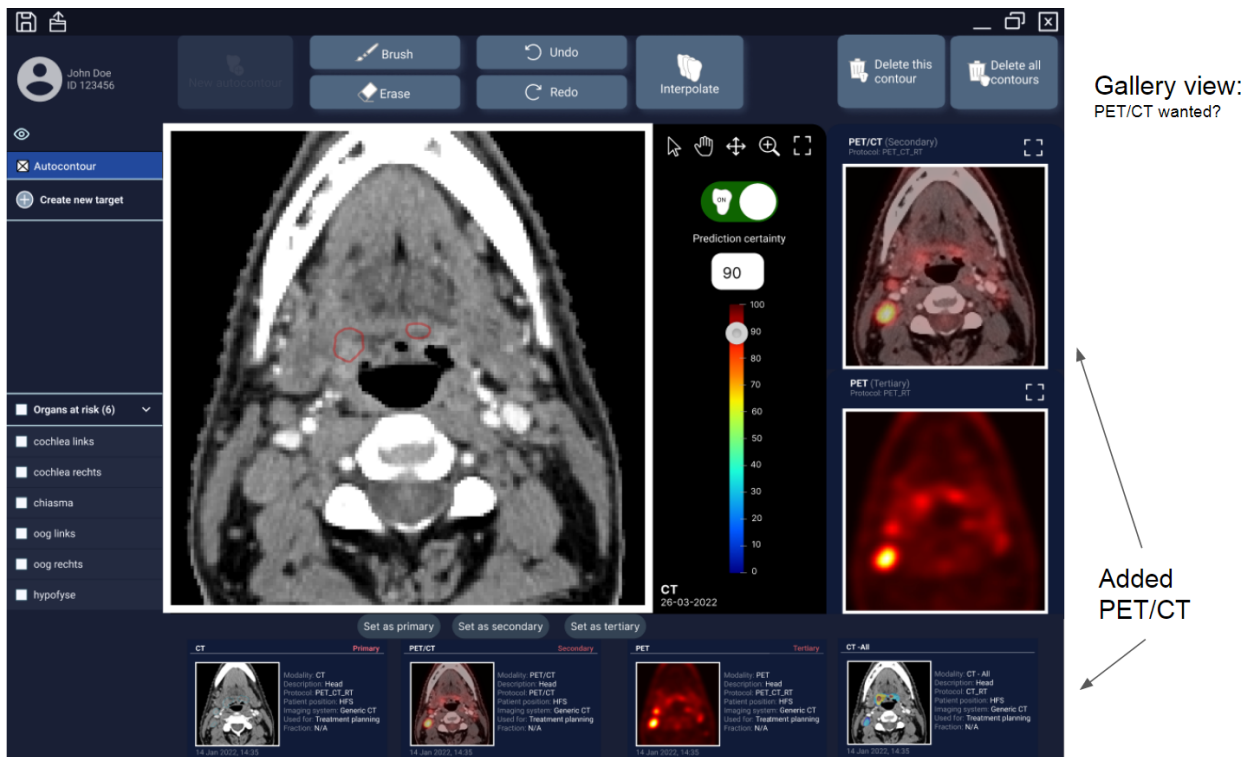 John Doe
ID 123456
New autocontour
Brush
Erase
Undo
Redo
Interpolate
Delete this
contour
Delete all
contours
Gallery view:
PET/CT wanted?
Autocontour
Create new target
Organs at risk (6)
cochlea links
cochlea rechts
chiasma
oog links
oog rechts
hypofyse
ON
Prediction certainty
90
100
90
80
70
60
50
40
30
20
10
0
CT
26-03-2022
PET/CT (Secondary)
Protocol: PET_CT_RT
PET (Tertiary)
Protocol: PET_RT
Added
PET/CT
Set as primary
Set as secondary
Set as tertiary
CT Primary
Modality: CT
Description: Head
Protocol: PET_CT_RT
Patient position: HFS
Imaging system: Generic CT
Used for: Treatment planning
Fraction: N/A
14 Jan 2022, 14:35
PET/CT Secondary
Modality: PET/CT
Description: Head
Protocol: PET/CT
Patient position: HFS
Imaging system: Generic CT
Used for: Treatment planning
Fraction: N/A
14 Jan 2022, 14:35
PET Tertiary
Modality: PET
Description: Head
Protocol: PET_CT_RT
Patient position: HFS
Imaging system: Generic CT
Used for: Treatment planning
Fraction: N/A
14 Jan 2022, 14:35
CT -All
Modality: CT - All
Description: Head
Protocol: CT_RT
Patient position: HFS
Imaging system: Generic CT
Used for: Treatment planning
Fraction: N/A
14 Jan 2022, 14:35